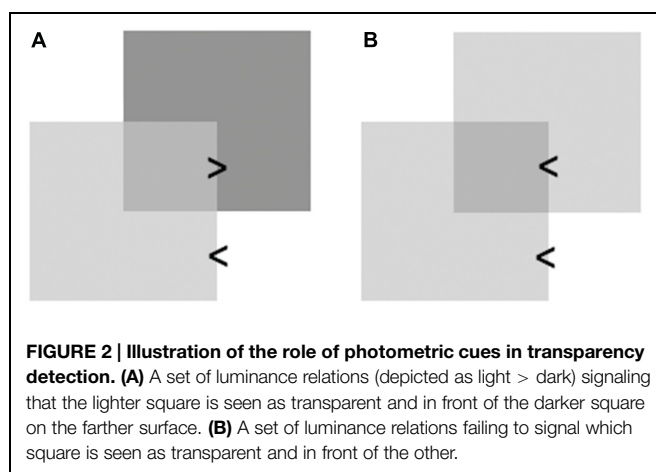 A
B
>
<
<
<
FIGURE 2 | Illustration of the role of photometric cues in transparency
detection. (A) A set of luminance relations (depicted as light > dark) signaling
that the lighter square is seen as transparent and in front of the darker square
on the farther surface. (B) A set of luminance relations failing to signal which
square is seen as transparent and in front of the other.